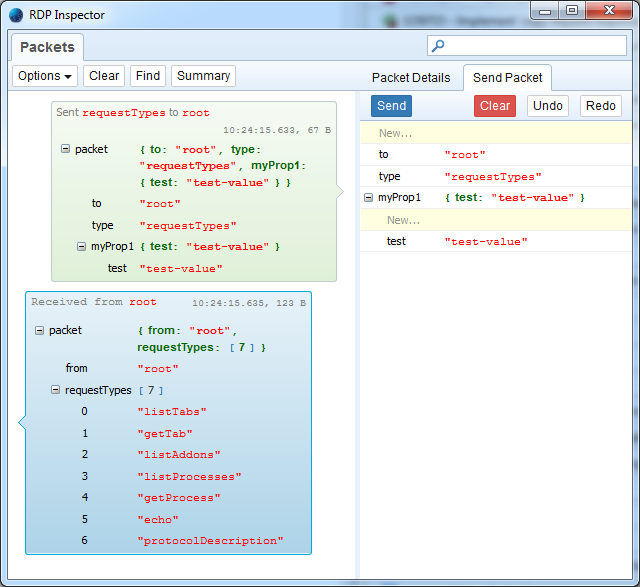 RDP Inspector
Packets
Options Clear Find Summary
Sent requestTypes to root
10:24:15.633, 67 B
packet { to: "root", type:
"requestTypes", myProp1:
{ test: "test-value" } }
to "root"
type "requestTypes"
myProp1 { test: "test-value" }
test "test-value"
Received from root 10:24:15.635, 123 B
packet { from: "root",
requestTypes: [ 7 ] }
from "root"
requestTypes [ 7 ]
0 "listTabs"
1 "getTab"
2 "listAddons"
3 "listProcesses"
4 "getProcess"
5 "echo"
6 "protocolDescription"
Packet Details Send Packet
Send Clear Undo Redo
New...
to "root"
type "requestTypes"
myProp1 { test: "test-value" }
New...
test "test-value"